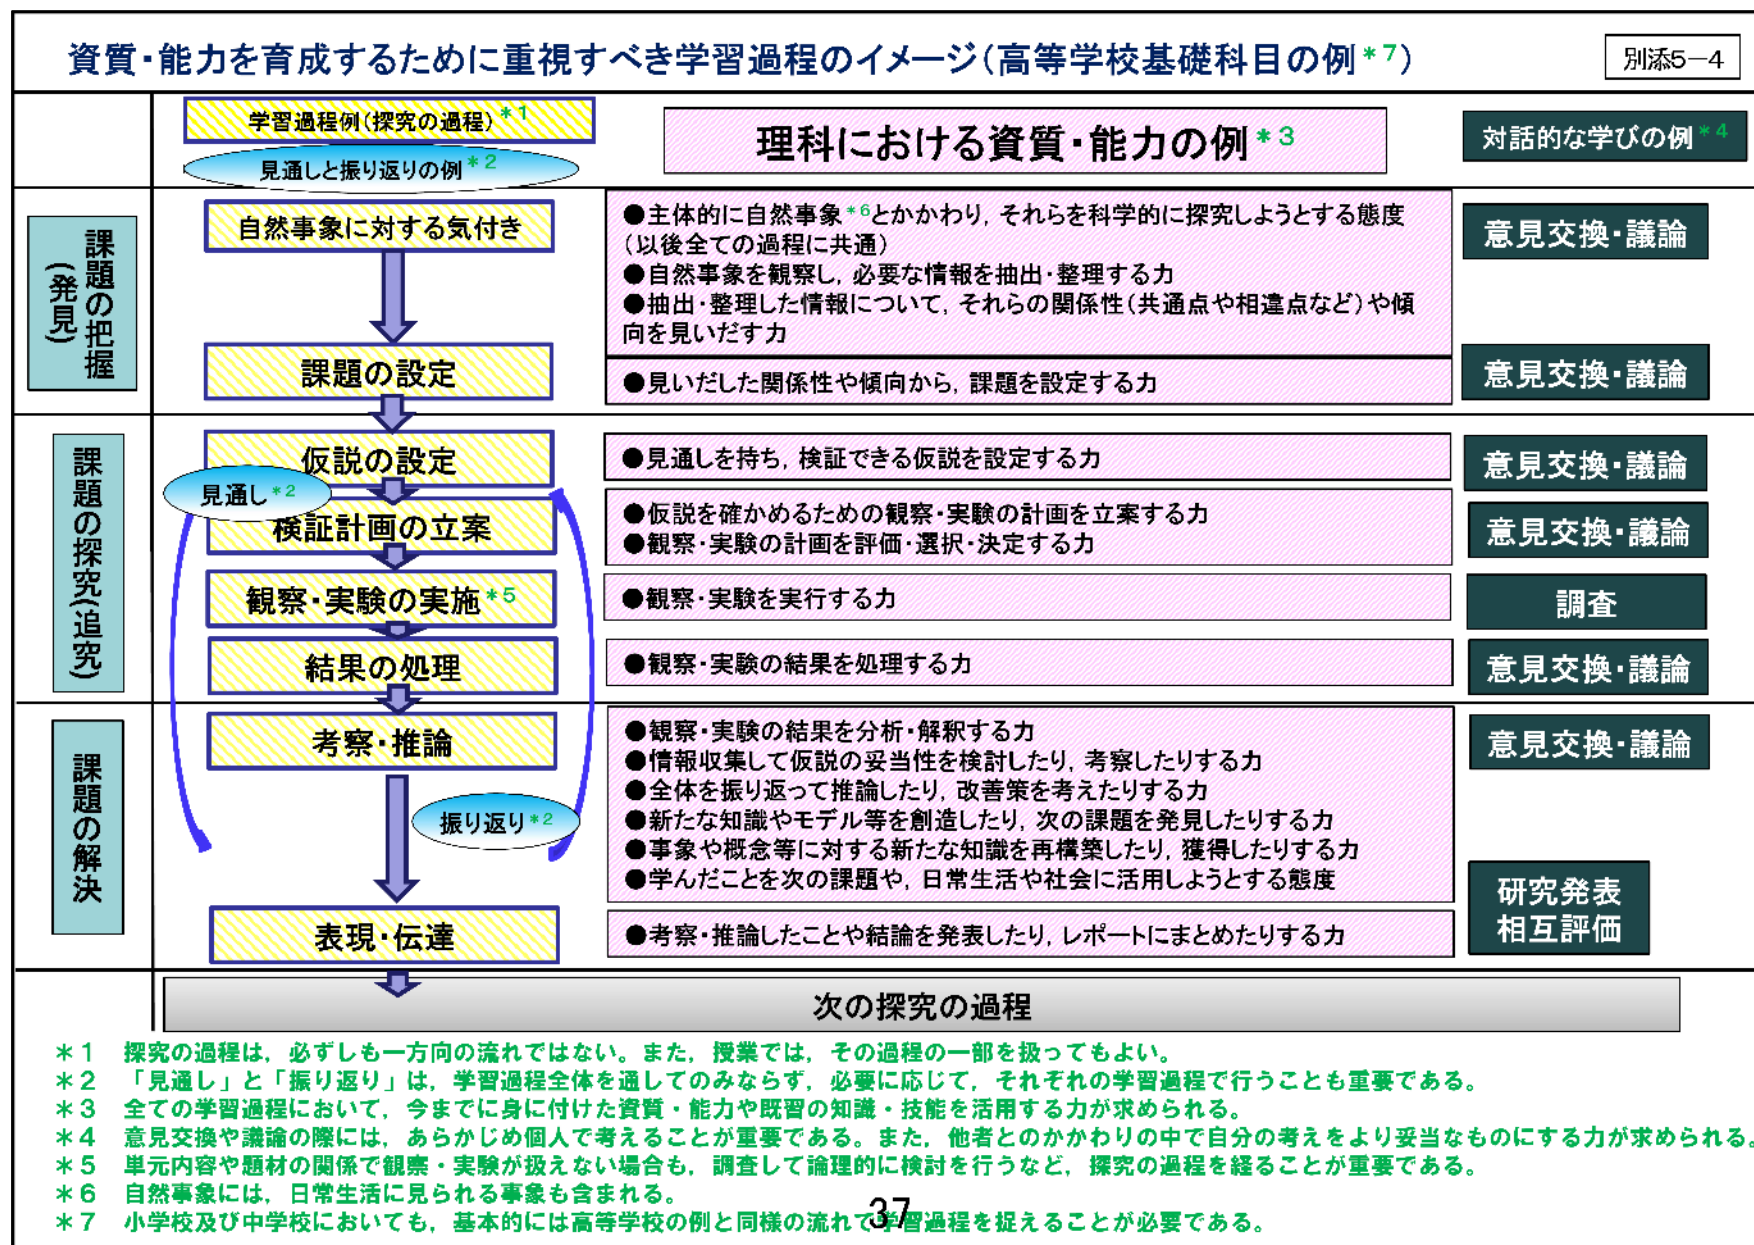 資質・能力を育成するために重視すべき学習過程のイメージ(高等学校基礎科目の例*7)
別添5-4
学習過程例(探究の過程)*1
見通しと振り返りの例*2
理科における資質・能力の例*3
対話的な学びの例*4
課題の把握
(発見)
自然事象に対する気付き
●主体的に自然事象*6とかかわり, それらを科学的に探究しようとする態度
(以後全ての過程に共通)
●自然事象を観察し, 必要な情報を抽出・整理する力
●抽出・整理した情報について, それらの関係性(共通点や相違点など)や傾
向を見いだす力
意見交換・議論
課題の設定
●見いだした関係性や傾向から, 課題を設定する力
意見交換・議論
課題の探究(追究)
仮説の設定
●見通しを持ち, 検証できる仮説を設定する力
意見交換・議論
見通し*2
検証計画の立案
●仮説を確かめるための観察・実験の計画を立案する力
●観察・実験の計画を評価・選択・決定する力
意見交換・議論
観察・実験の実施*5
●観察・実験を実行する力
調査
結果の処理
●観察・実験の結果を処理する力
意見交換・議論
課題の解決
考察・推論
●観察・実験の結果を分析・解釈する力
●情報収集して仮説の妥当性を検討したり, 考察したりする力
●全体を振り返って推論したり, 改善策を考えたりする力
●新たな知識やモデル等を創造したり, 次の課題を発見したりする力
●事象や概念等に対する新たな知識を再構築したり, 獲得したりする力
●学んだことを次の課題や, 日常生活や社会に活用しようとする態度
意見交換・議論
振り返り*2
表現・伝達
●考察・推論したことや結論を発表したり, レポートにまとめたりする力
研究発表
相互評価
次の探究の過程
*1 探究の過程は, 必ずしも一方向の流れではない。また, 授業では, その過程の一部を扱ってもよい。
*2 「見通し」と「振り返り」は, 学習過程全体を通してのみならず, 必要に応じて, それぞれの学習過程で行うことも重要である。
*3 全ての学習過程において, 今までに身に付けた資質・能力や既習の知識・技能を活用する力が求められる。
*4 意見交換や議論の際には, あらかじめ個人で考えることが重要である。また, 他者とのかかわりの中で自分の考えをより妥当なものにする力が求められる。
*5 単元内容や題材の関係で観察・実験が扱えない場合も, 調査して論理的に検討を行うなど, 探究の過程を経ることが重要である。
*6 自然事象には, 日常生活に見られる事象も含まれる。
*7 小学校及び中学校においても, 基本的には高等学校の例と同様の流れで学習過程を捉えることが必要である。
37